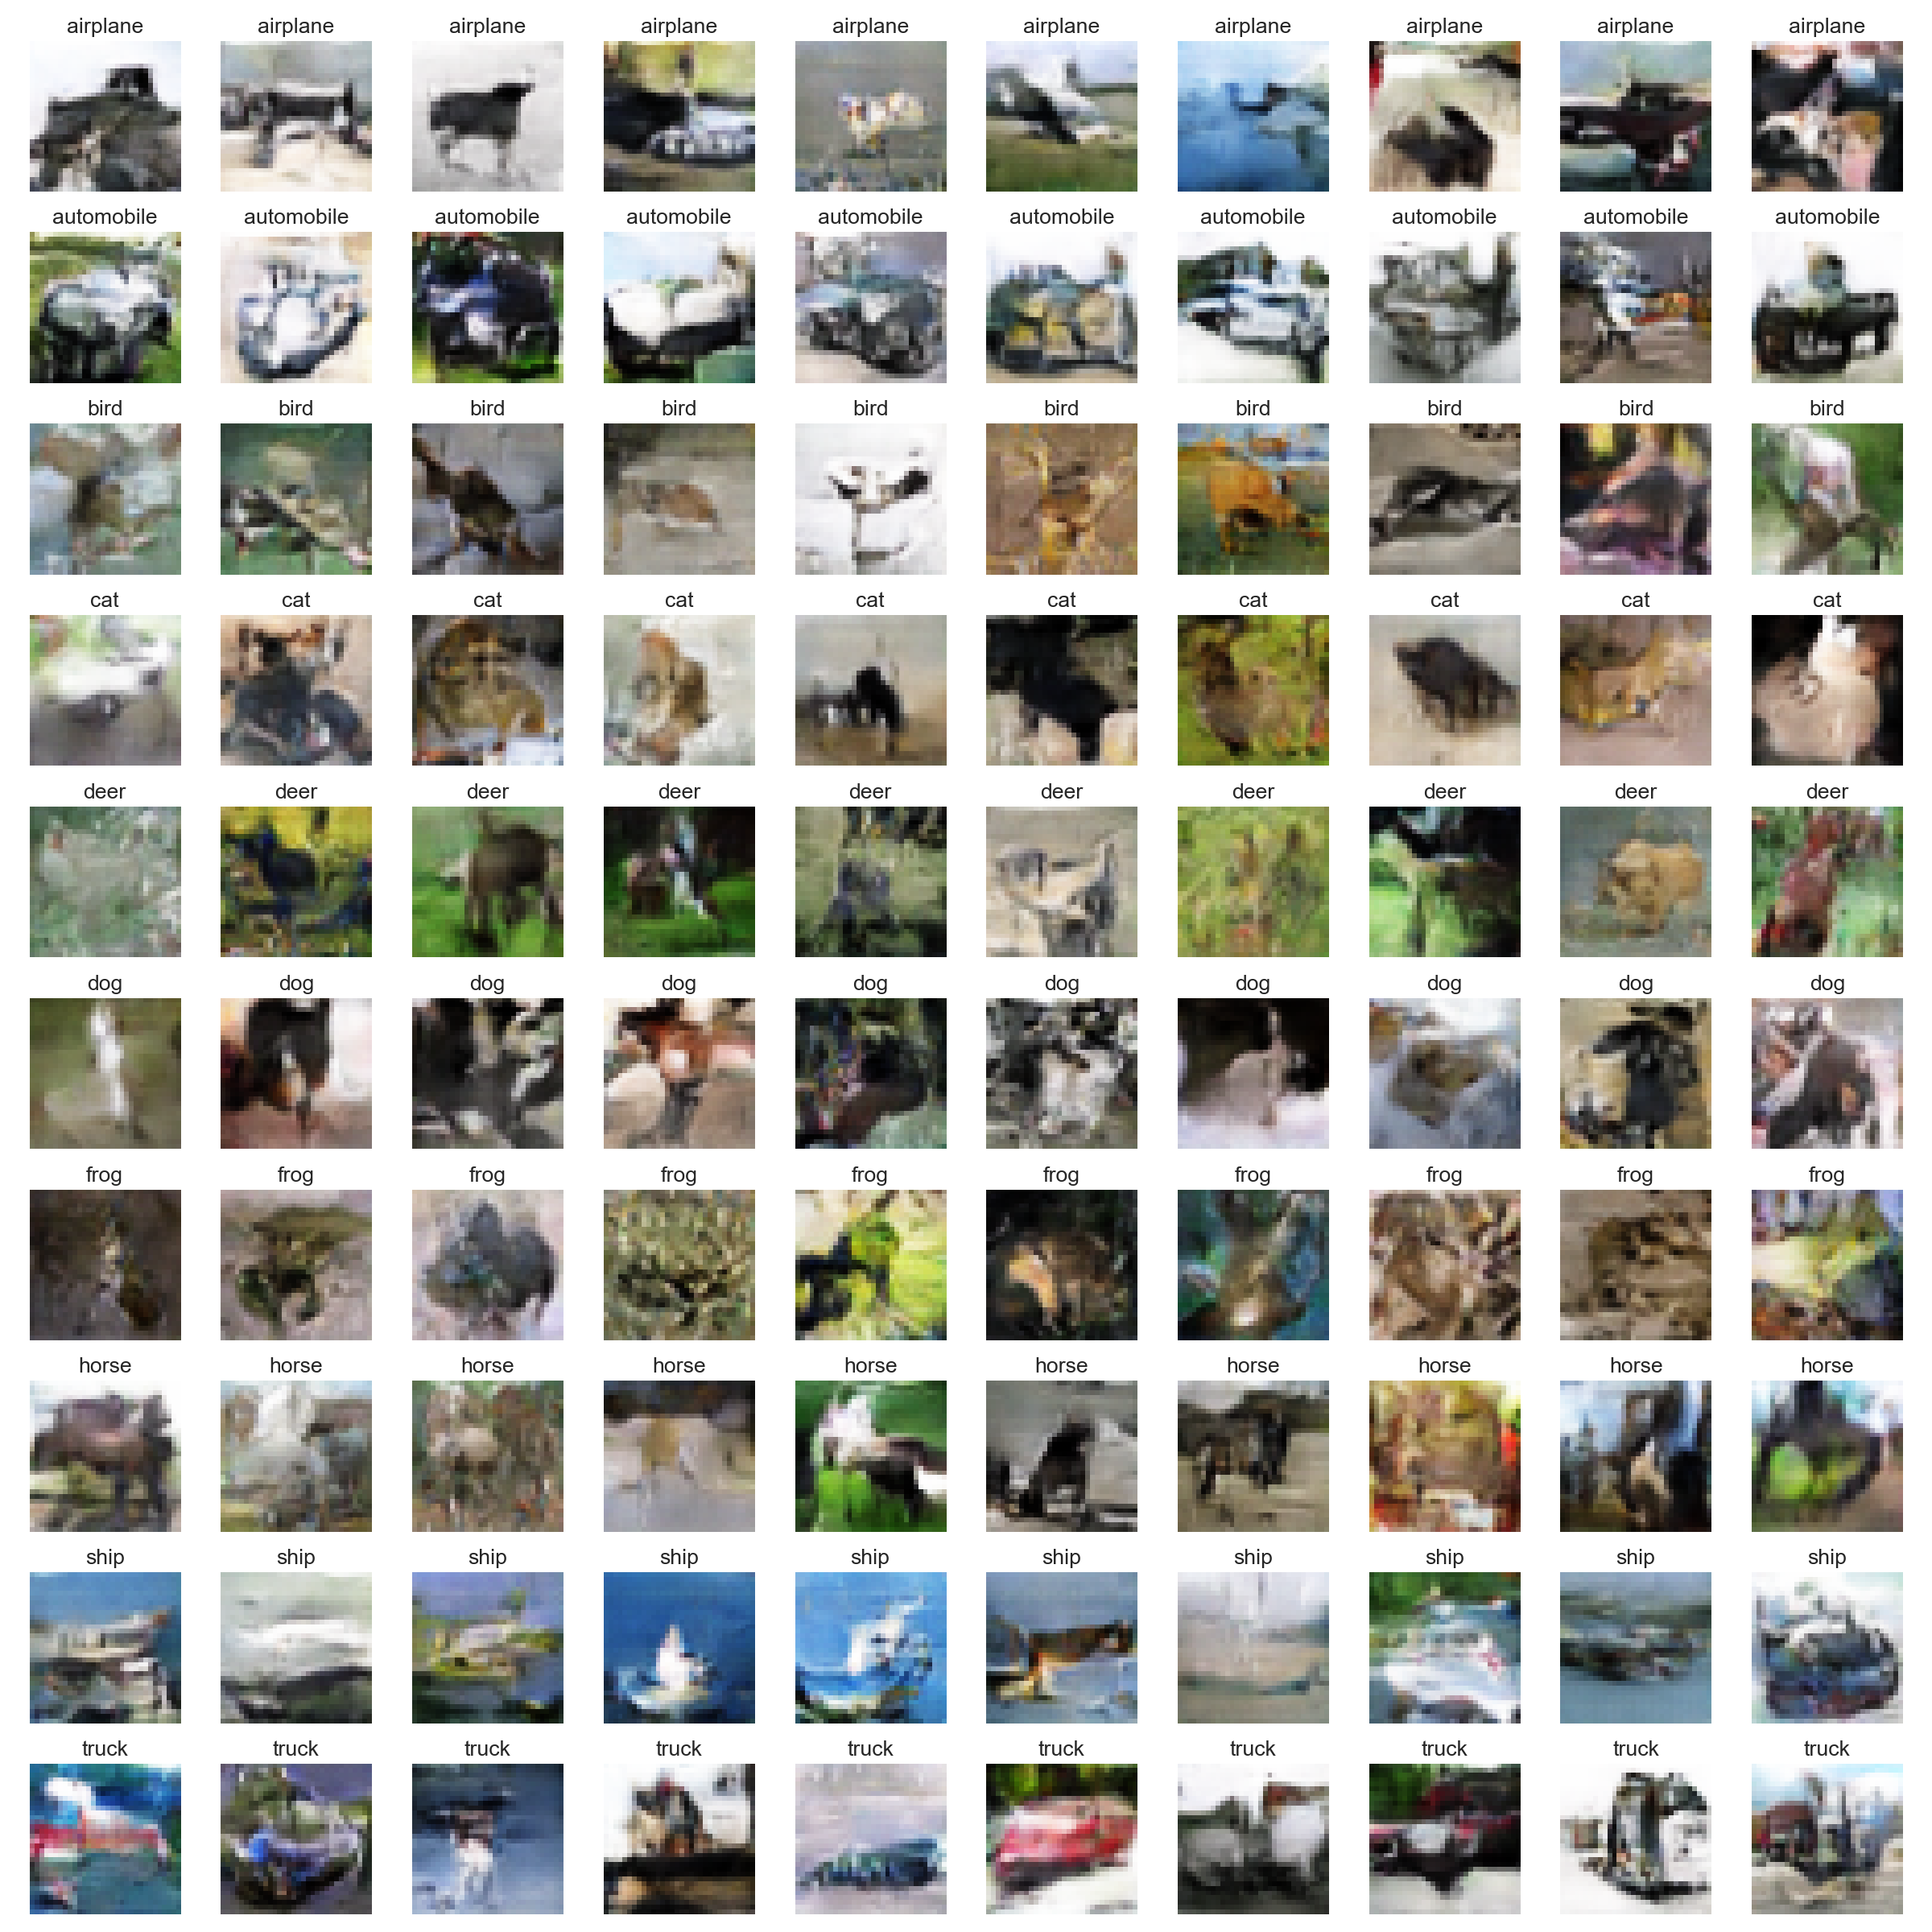 airplane airplane airplane airplane airplane airplane airplane airplane airplane airplane
automobile automobile automobile automobile automobile automobile automobile automobile automobile automobile
bird bird bird bird bird bird bird bird bird bird
cat cat cat cat cat cat cat cat cat cat
deer deer deer deer deer deer deer deer deer deer
dog dog dog dog dog dog dog dog dog dog
frog frog frog frog frog frog frog frog frog frog
horse horse horse horse horse horse horse horse horse horse
ship ship ship ship ship ship ship ship ship ship
truck truck truck truck truck truck truck truck truck truck